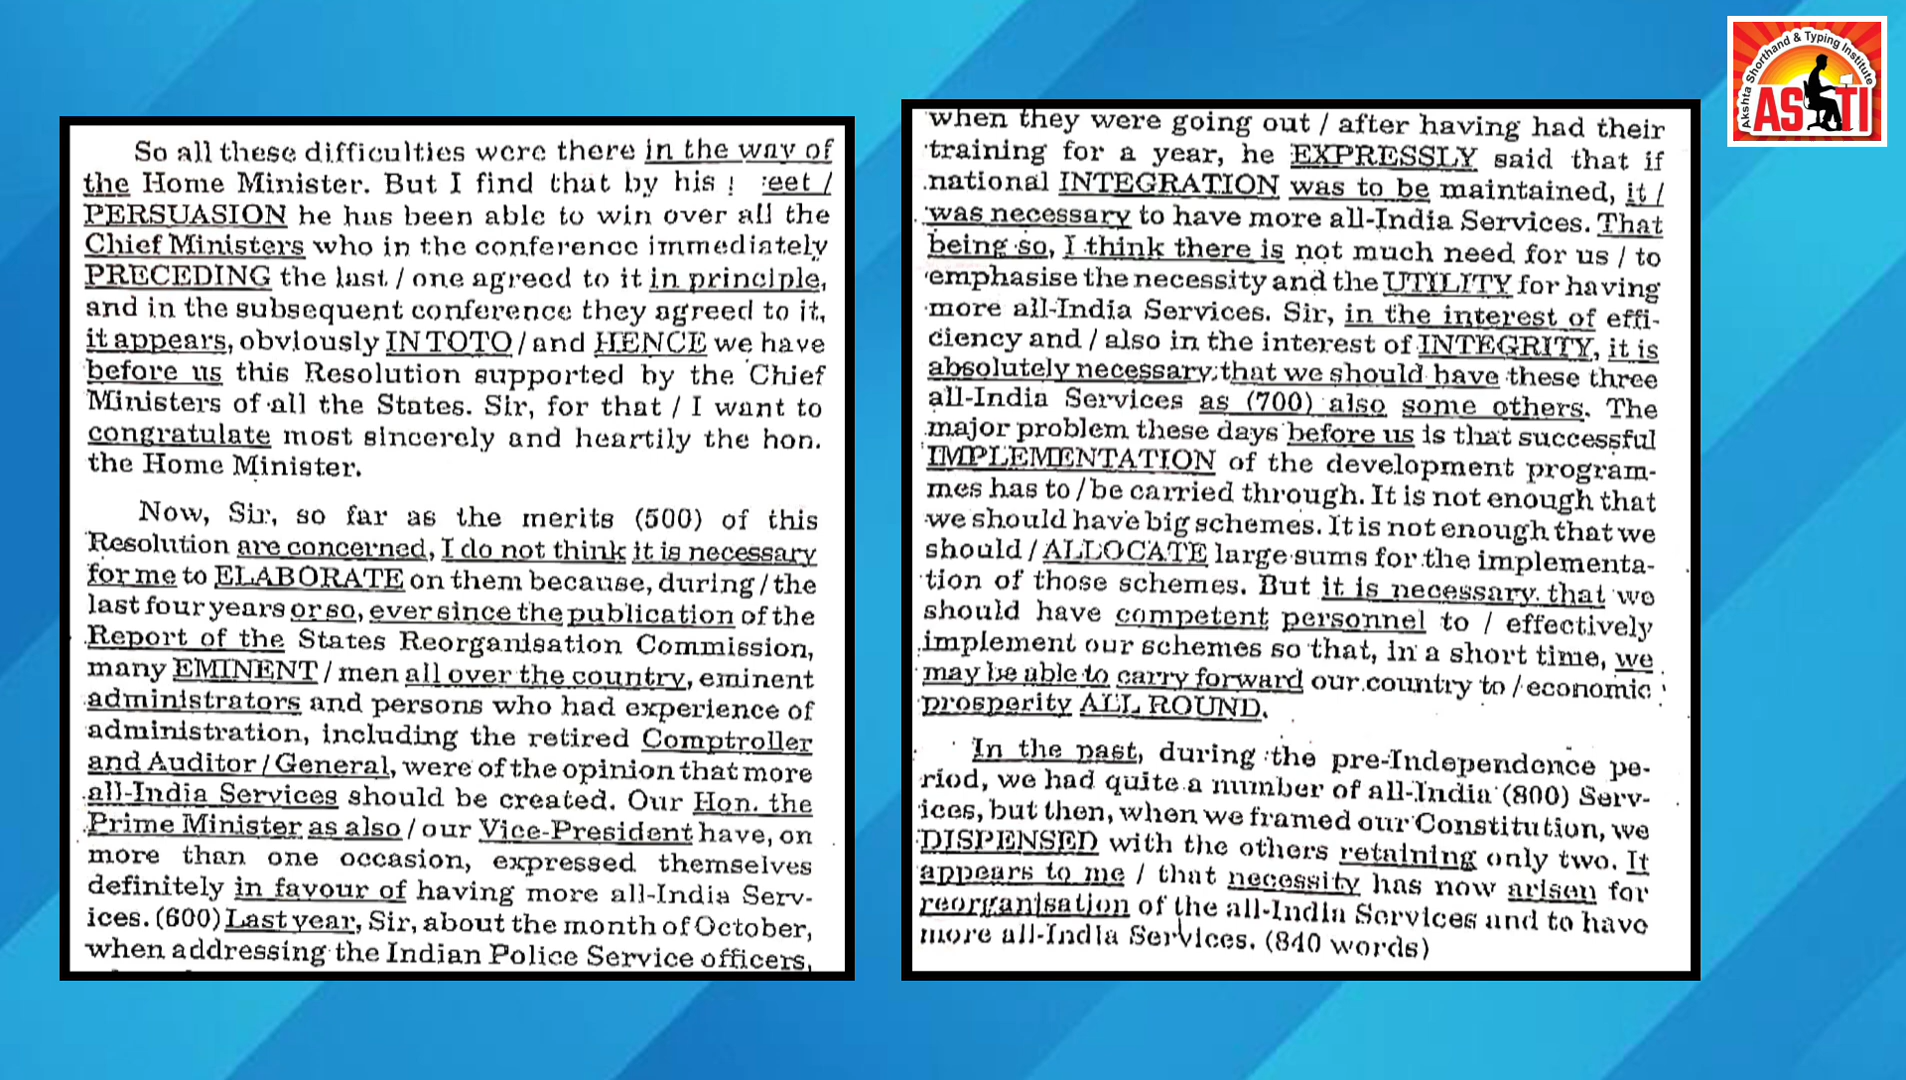 So all these difficulties were there in the way of
the Home Minister. But I find that by his /
PERSUASION he has been able to win over all the
Chief Ministers who in the conference immediately
PRECEDING the last / one agreed to it in principle,
and in the subsequent conference they agreed to it,
it appears, obviously IN TOTO / and HENCE we have
before us this Resolution supported by the Chief
Ministers of all the States. Sir, for that / I want to
congratulate most sincerely and heartily the hon.
the Home Minister.
Now, Sir, so far as the merits (500) of this
Resolution are concerned, I do not think it is necessary
for me to ELABORATE on them because, during / the
last four years or so, ever since the publication of the
Report of the States Reorganisation Commission,
many EMINENT / men all over the country, eminent
administrators and persons who had experience of
administration, including the retired Comptroller
and Auditor / General, were of the opinion that more
all-India Services should be created. Our Hon. the
Prime Minister as also / our Vice-President have, on
more than one occasion, expressed themselves
definitely in favour of having more all-India Serv-
ices. (600) Last year, Sir, about the month of October,
when addressing the Indian Police Service officers,
when they were going out / after having had their
training for a year, he EXPRESSLY said that if
national INTEGRATION was to be maintained, it /
was necessary to have more all-India Services. That
being so, I think there is not much need for us / to
emphasise the necessity and the UTILITY for having
more all-India Services. Sir, in the interest of effi-
ciency and / also in the interest of INTEGRITY, it is
absolutely necessary that we should have these three
all-India Services as (700) also some others. The
major problem these days before us is that successful
IMPLEMENTATION of the development program-
mes has to / be carried through. It is not enough that
we should have big schemes. It is not enough that we
should / ALLOCATE large sums for the implementa-
tion of those schemes. But it is necessary that we
should have competent personnel to / effectively
implement our schemes so that, in a short time, we
may be able to carry forward our country to / economic
prosperity ALL ROUND.
In the past, during the pre-Independence pe-
riod, we had quite a number of all-India (800) Serv-
ices, but then, when we framed our Constitution, we
DISPENSED with the others retaining only two. It
appears to me / that necessity has now arisen for
reorganisation of the all-India Services and to have
more all-India Services. (840 words)
Akshta Shorthand & Typing Institute
ASTI